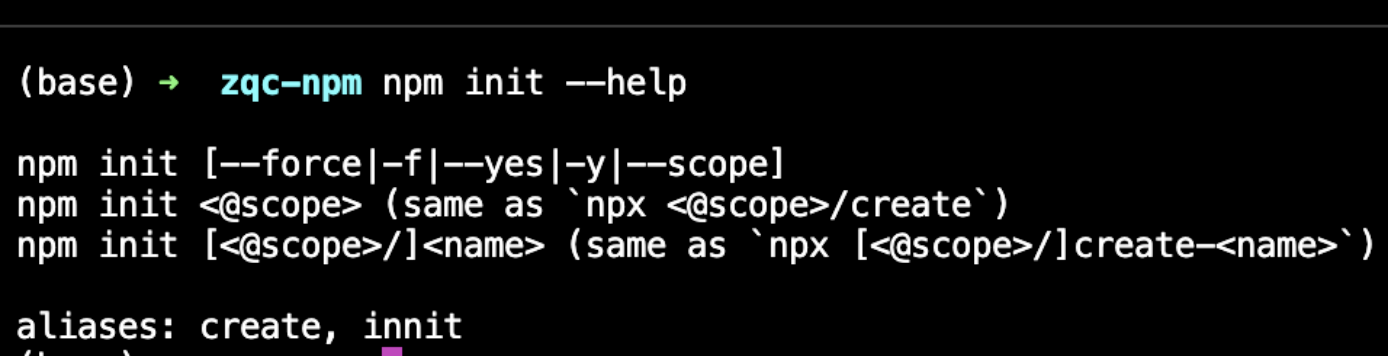 (base) ➜  zqc-npm npm init --help
npm init [--force|-f|--yes|-y|--scope]
npm init <@scope> (same as `npx <@scope>/create`)
npm init [<@scope>/]<name> (same as `npx [<@scope>/]create-<name>`)
aliases: create, innit